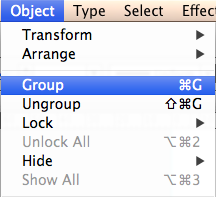 Object Type Select Effec
Transform
Arrange
Group ⌘G
Ungroup ⇧⌘G
Lock
Unlock All ⌥⌘2
Hide
Show All ⌥⌘3